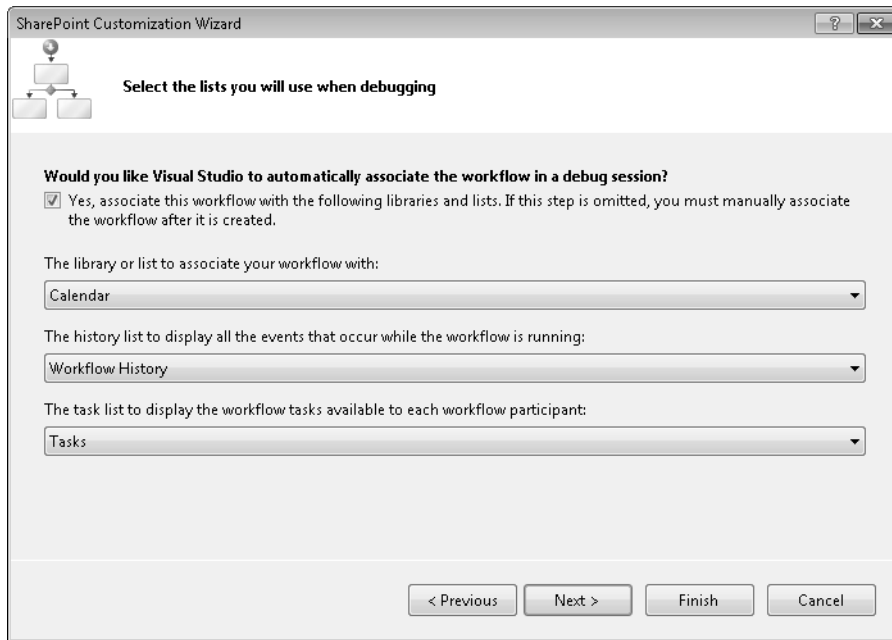 SharePoint Customization Wizard
Select the lists you will use when debugging
Would you like Visual Studio to automatically associate the workflow in a debug session?
Yes, associate this workflow with the following libraries and lists. If this step is omitted, you must manually associate
the workflow after it is created.
The library or list to associate your workflow with:
Calendar
The history list to display all the events that occur while the workflow is running:
Workflow History
The task list to display the workflow tasks available to each workflow participant:
Tasks
< Previous Next > Finish Cancel